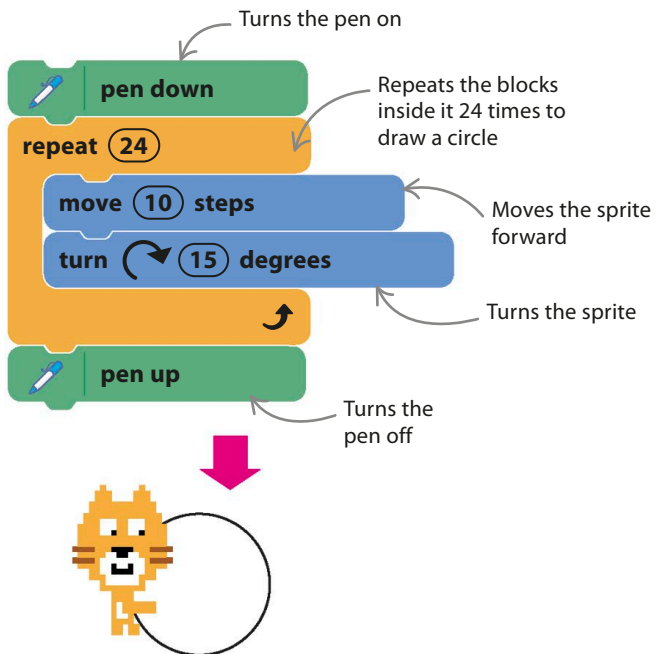 Turns the pen on
pen down
Repeats the blocks
inside it 24 times to
draw a circle
repeat 24
move 10 steps
Moves the sprite
forward
turn 15 degrees
Turns the sprite
pen up
Turns the
pen off